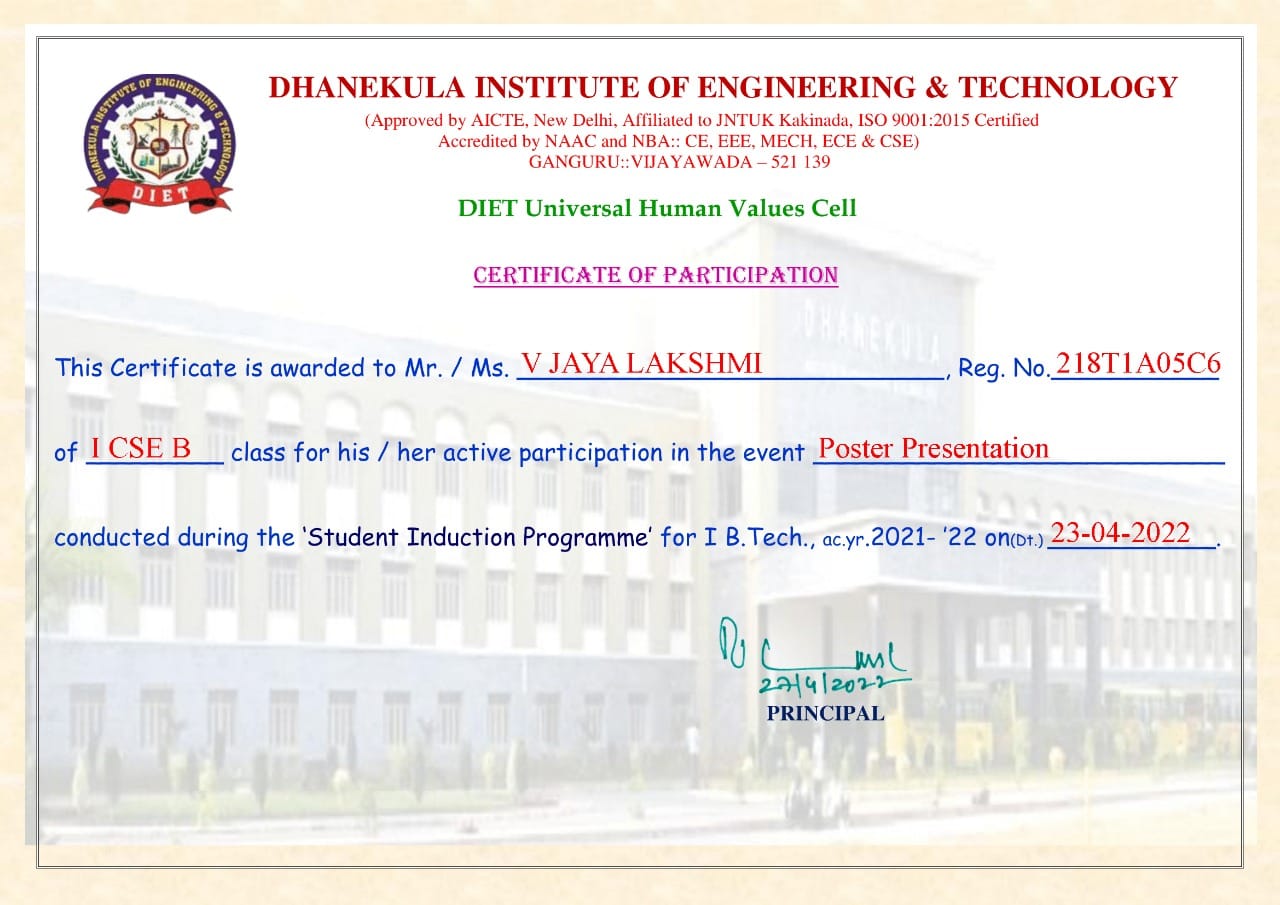 DHANEKULA INSTITUTE OF ENGINEERING & TECHNOLOGY
(Approved by AICTE, New Delhi, Affiliated to JNTUK Kakinada, ISO 9001:2015 Certified
Accredited by NAAC and NBA:: CE, EEE, MECH, ECE & CSE)
GANGURU::VIJAYAWADA – 521 139
DHANEKULA INSTITUTE OF ENGINEERING & TECHNOLOGY
"Building the Future"
DIET
DIET Universal Human Values Cell
CERTIFICATE OF PARTICIPATION
DHANEKULA
This Certificate is awarded to Mr. / Ms. V JAYA LAKSHMI, Reg. No. 218T1A05C6
of I CSE B class for his / her active participation in the event Poster Presentation
conducted during the ‘Student Induction Programme’ for I B.Tech., ac.yr.2021- ’22 on(Dt.) 23-04-2022.
27/4/2022
PRINCIPAL